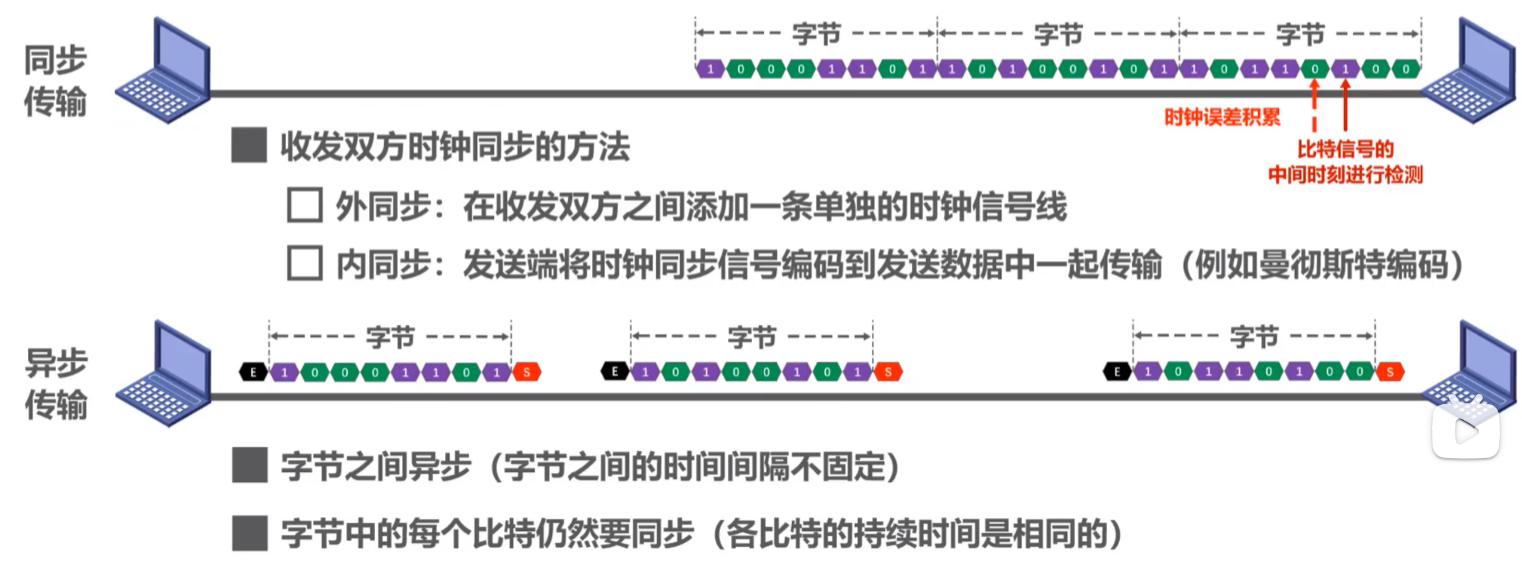 字节 字节 字节
同步
传输
1 0 0 0 1 1 0 1 1 0 1 0 0 1 0 1 1 0 1 1 0 1 0 0
时钟误差积累
比特信号的
中间时刻进行检测
收发双方时钟同步的方法
外同步：在收发双方之间添加一条单独的时钟信号线
内同步：发送端将时钟同步信号编码到发送数据中一起传输（例如曼彻斯特编码）
字节 字节 字节
异步
传输
E 1 0 0 0 1 1 0 1 S E 1 0 1 0 0 1 0 1 S E 1 0 1 1 0 1 0 0 S
字节之间异步（字节之间的时间间隔不固定）
字节中的每个比特仍然要同步（各比特的持续时间是相同的）